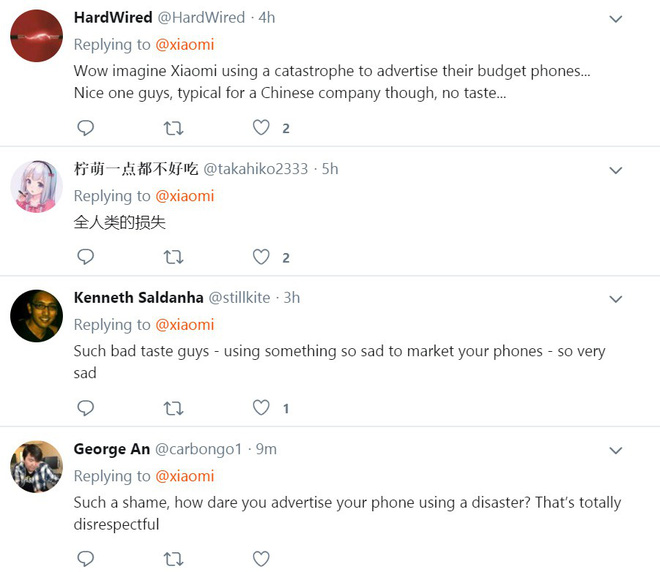 HardWired @HardWired · 4h
Replying to @xiaomi
Wow imagine Xiaomi using a catastrophe to advertise their budget phones...
Nice one guys, typical for a Chinese company though, no taste...
2
柠萌一点都不好吃 @takahiko2333 · 5h
Replying to @xiaomi
全人类的损失
2
Kenneth Saldanha @stillkite · 3h
Replying to @xiaomi
Such bad taste guys - using something so sad to market your phones - so very
sad
1
George An @carbongo1 · 9m
Replying to @xiaomi
Such a shame, how dare you advertise your phone using a disaster? That's totally
disrespectful